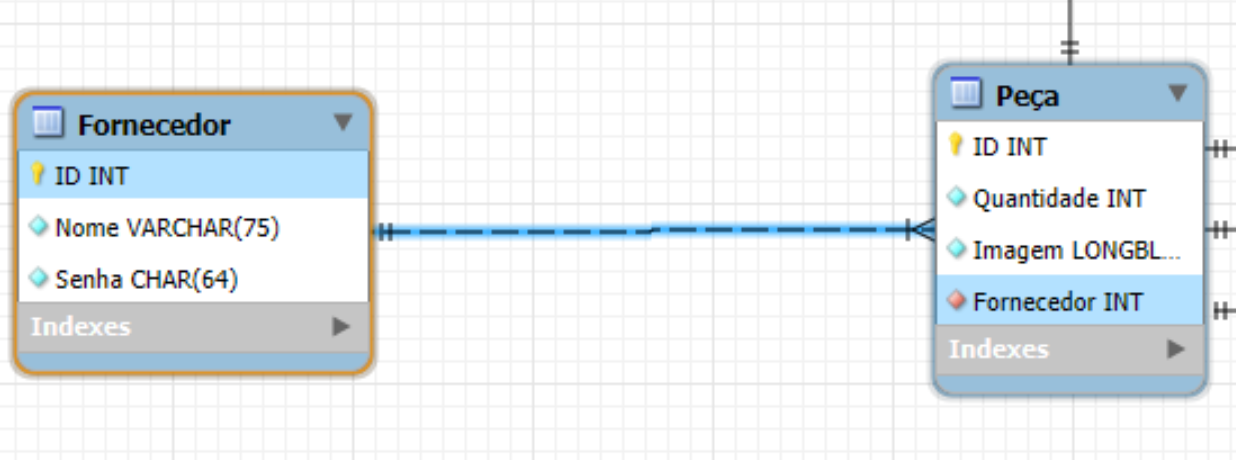 Fornecedor
ID INT
Nome VARCHAR(75)
Senha CHAR(64)
Indexes
Peça
ID INT
Quantidade INT
Imagem LONGBL...
Fornecedor INT
Indexes